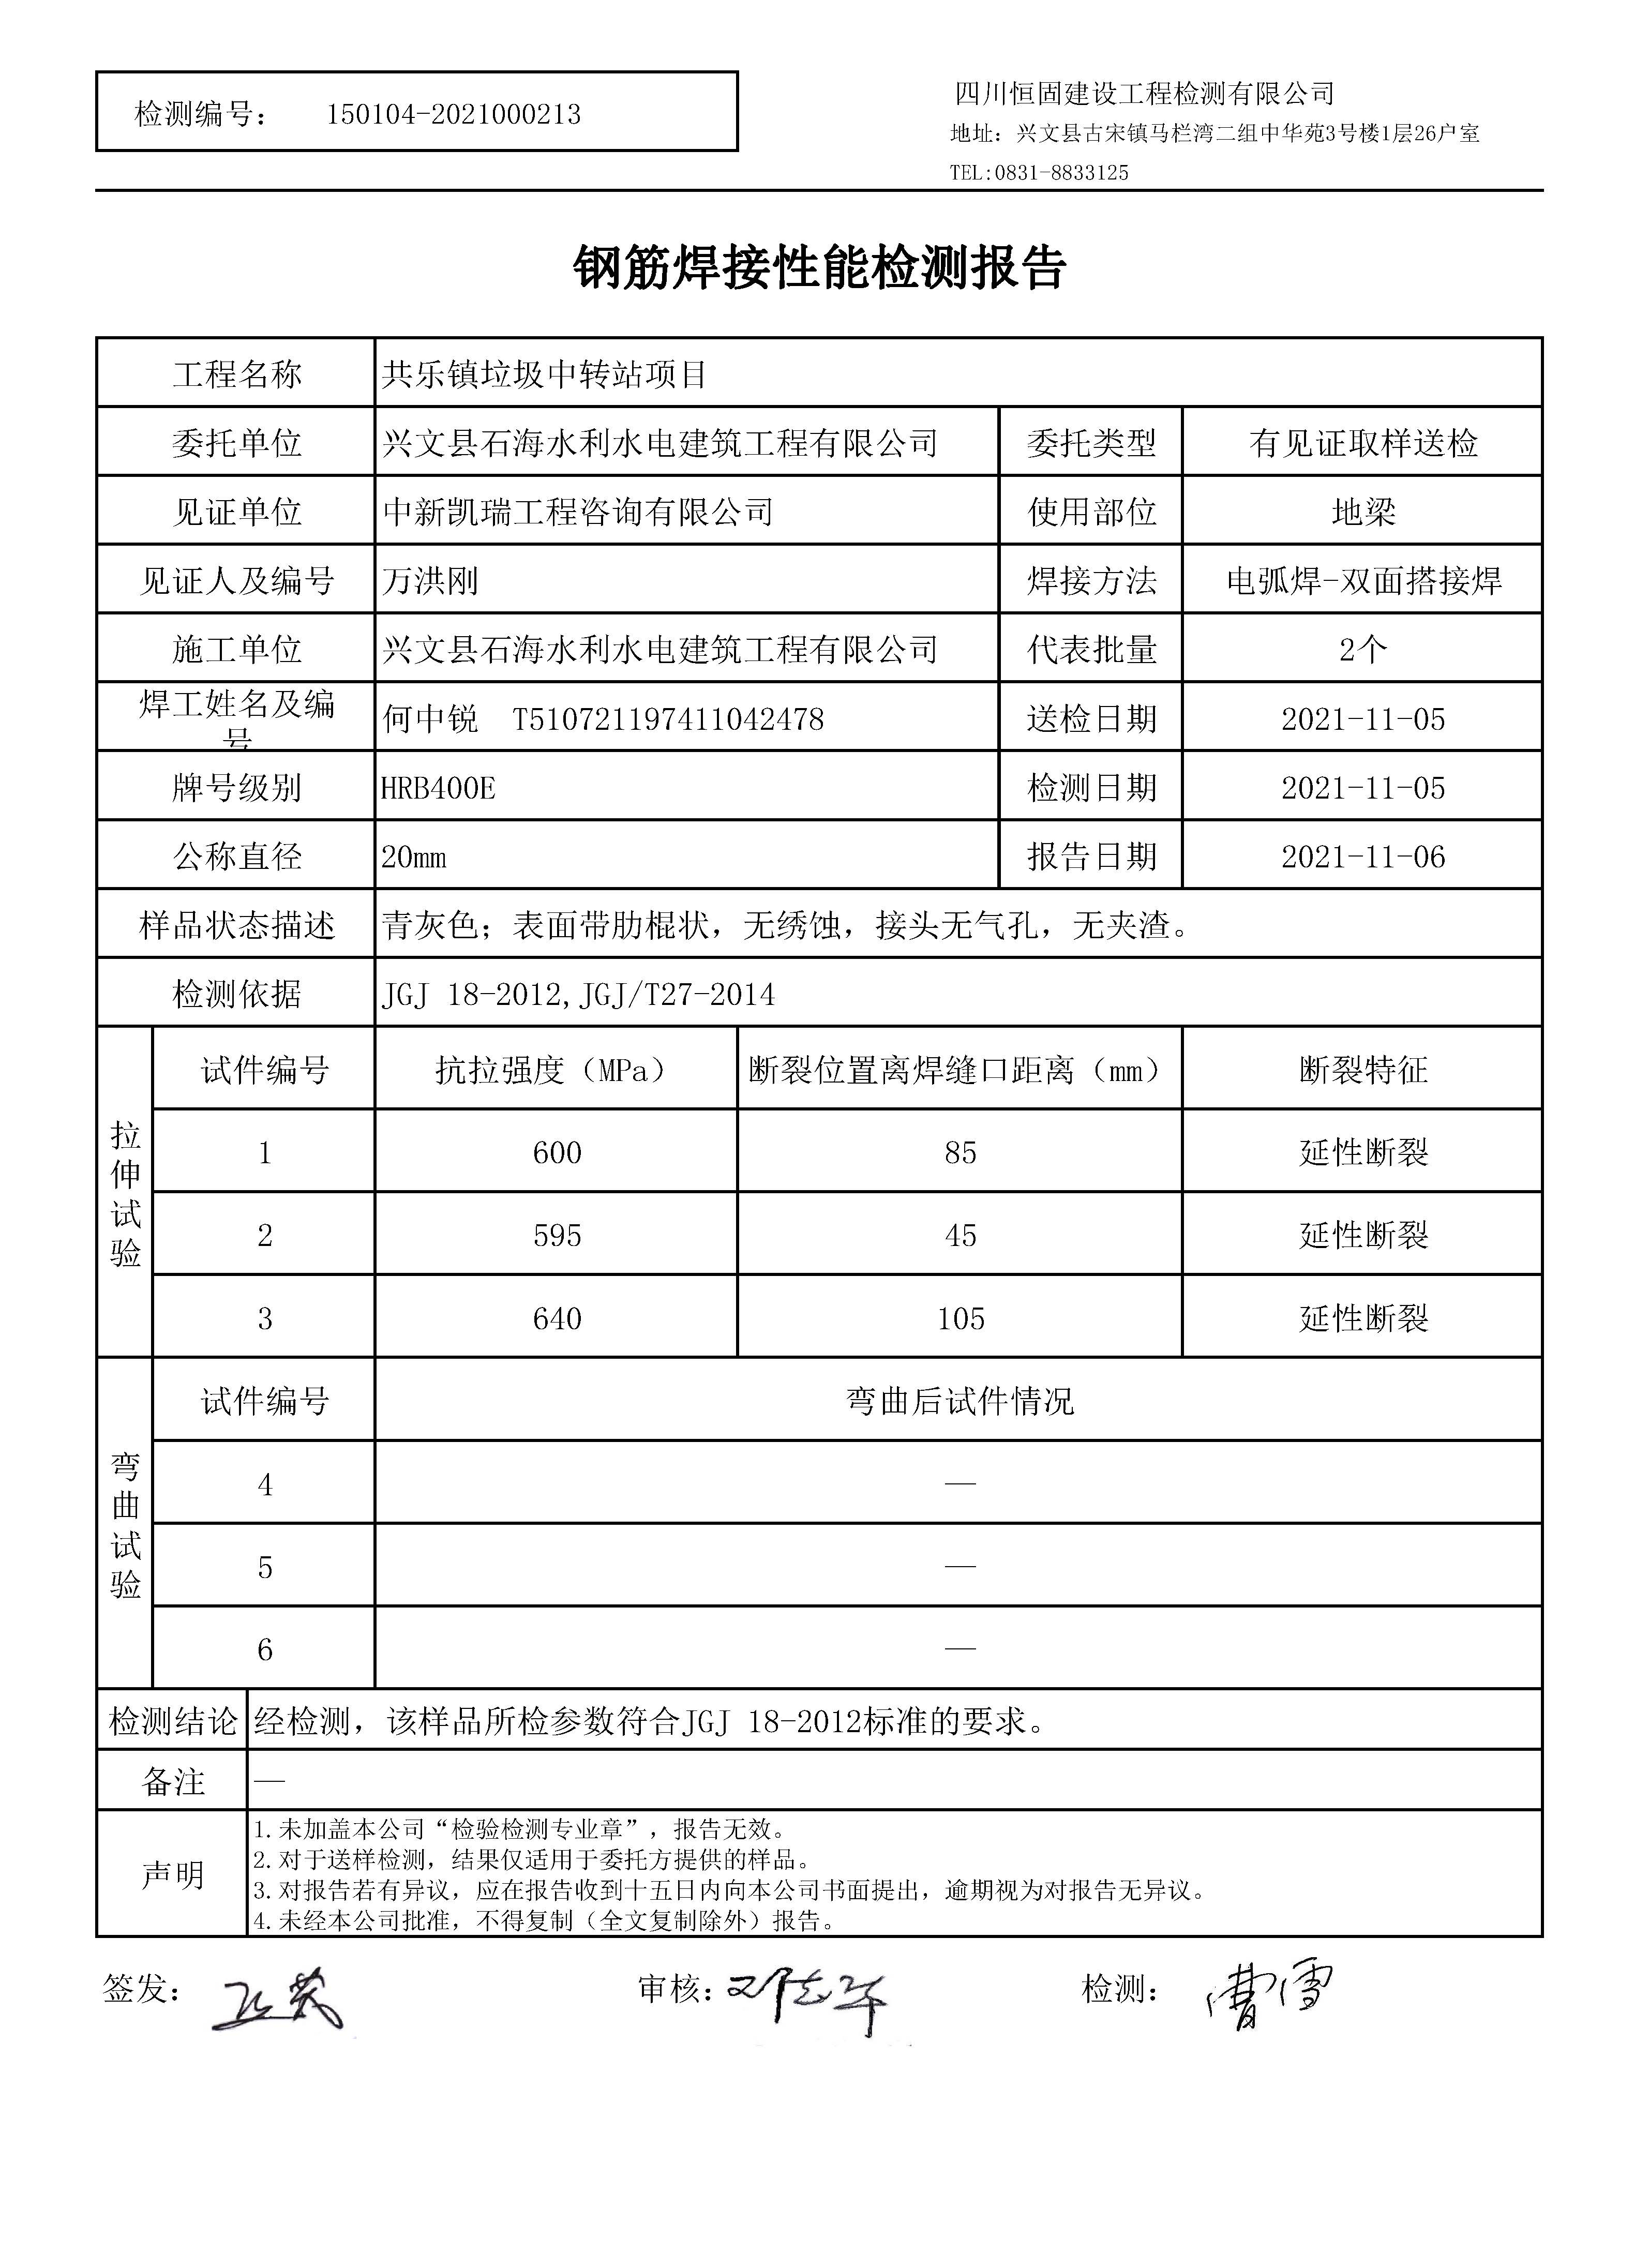 检测编号： 150104-2021000213
四川恒固建设工程检测有限公司
地址：兴文县古宋镇马栏湾二组中华苑3号楼1层26户室
TEL:0831-8833125
钢筋焊接性能检测报告
工程名称 共乐镇垃圾中转站项目
委托单位 兴文县石海水利水电建筑工程有限公司 委托类型 有见证取样送检
见证单位 中新凯瑞工程咨询有限公司 使用部位 地梁
见证人及编号 万洪刚 焊接方法 电弧焊-双面搭接焊
施工单位 兴文县石海水利水电建筑工程有限公司 代表批量 2个
焊工姓名及编号 何中锐 T510721197411042478 送检日期 2021-11-05
牌号级别 HRB400E 检测日期 2021-11-05
公称直径 20mm 报告日期 2021-11-06
样品状态描述 青灰色；表面带肋棍状，无绣蚀，接头无气孔，无夹渣。
检测依据 JGJ 18-2012,JGJ/T27-2014
拉伸试验
试件编号 抗拉强度（MPa） 断裂位置离焊缝口距离（mm） 断裂特征
1 600 85 延性断裂
2 595 45 延性断裂
3 640 105 延性断裂
弯曲试验
试件编号 弯曲后试件情况
4 —
5 —
6 —
检测结论 经检测，该样品所检参数符合JGJ 18-2012标准的要求。
备注 —
声明
1.未加盖本公司“检验检测专业章”，报告无效。
2.对于送样检测，结果仅适用于委托方提供的样品。
3.对报告若有异议，应在报告收到十五日内向本公司书面提出，逾期视为对报告无异议。
4.未经本公司批准，不得复制（全文复制除外）报告。
签发： 审核： 检测： 曹雪